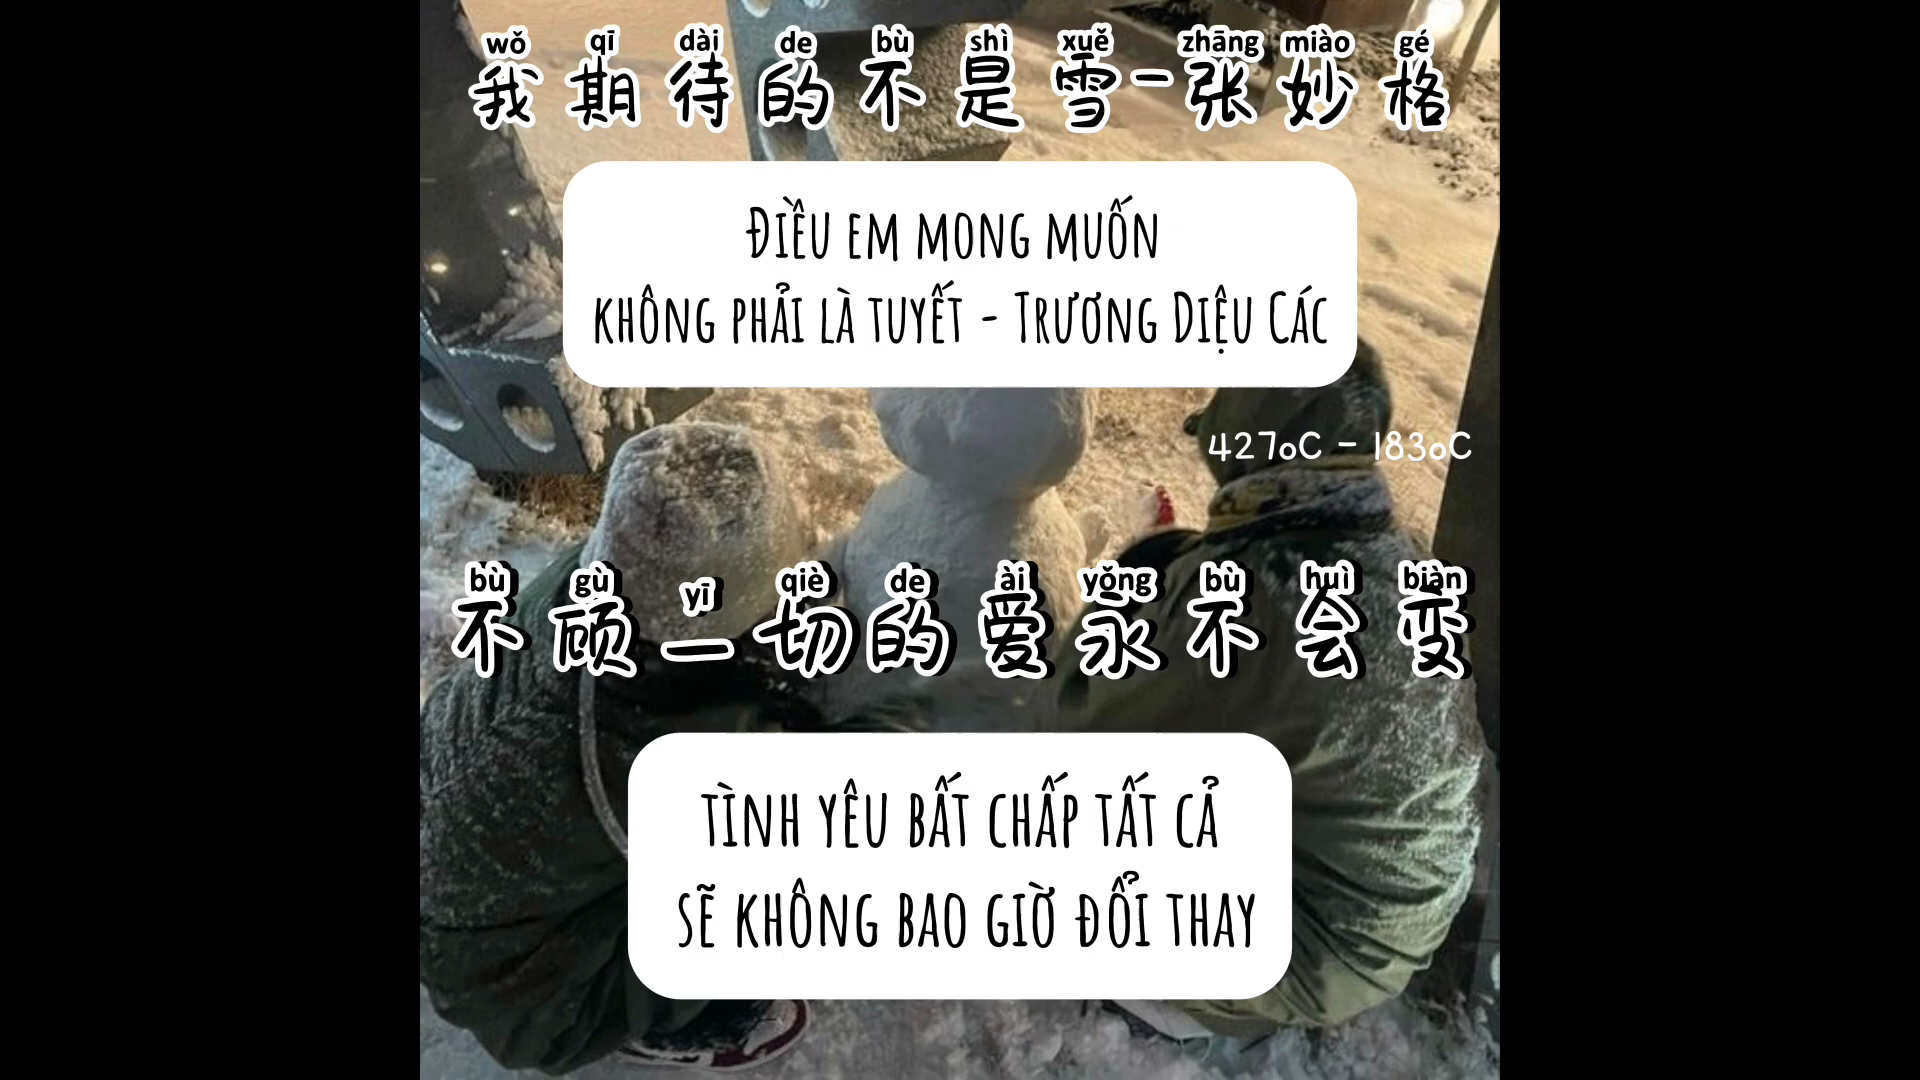 wǒ qī dài de bù shì xuě zhāng miào gé
我期待的不是雪-张妙格
Điều em mong muốn
không phải là tuyết - Trương Diệu Các
427oC - 183oC
bù gù yī qiè de ài yǒng bù huì biàn
不顾一切的爱永不会变
tình yêu bất chấp tất cả
sẽ không bao giờ đổi thay